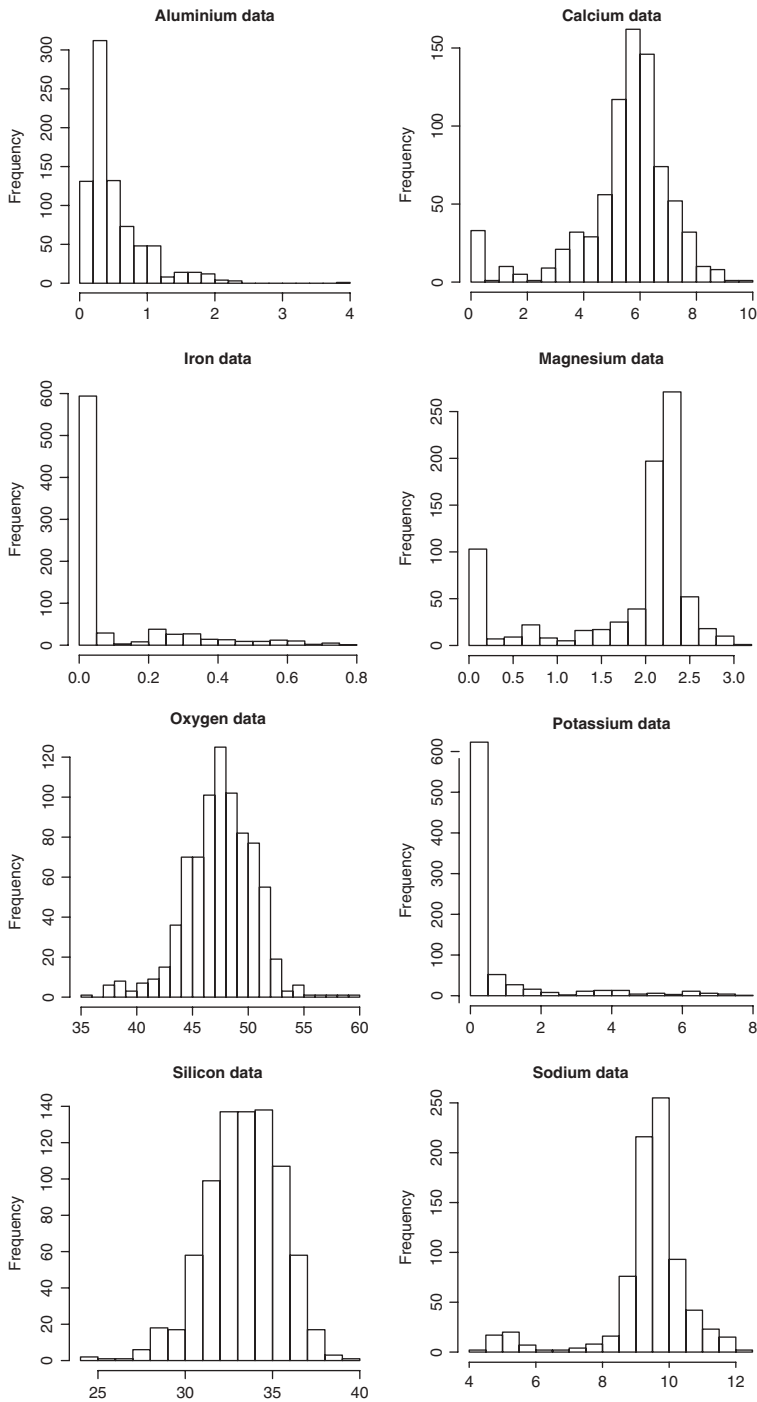 Aluminium data
Frequency
0 50 100 150 200 250 300
0 1 2 3 4
Calcium data
Frequency
0 50 100 150
0 2 4 6 8 10
Iron data
Frequency
0 100 200 300 400 500 600
0.0 0.2 0.4 0.6 0.8
Magnesium data
Frequency
0 50 100 150 200 250
0.0 0.5 1.0 1.5 2.0 2.5 3.0
Oxygen data
Frequency
0 20 40 60 80 100 120
35 40 45 50 55 60
Potassium data
Frequency
0 100 200 300 400 500 600
0 2 4 6 8
Silicon data
Frequency
0 20 40 60 80 100 120 140
25 30 35 40
Sodium data
Frequency
0 50 100 150 200 250
4 6 8 10 12